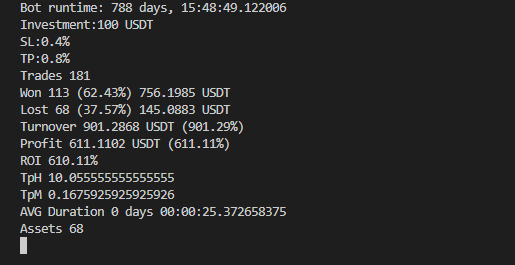 Bot runtime: 788 days, 15:48:49.122006
Investment:100 USDT
SL:0.4%
TP:0.8%
Trades 181
Won 113 (62.43%) 756.1985 USDT
Lost 68 (37.57%) 145.0883 USDT
Turnover 901.2868 USDT (901.29%)
Profit 611.1102 USDT (611.11%)
ROI 610.11%
TpH 10.055555555555555
TpM 0.1675925925925926
AVG Duration 0 days 00:00:25.372658375
Assets 68